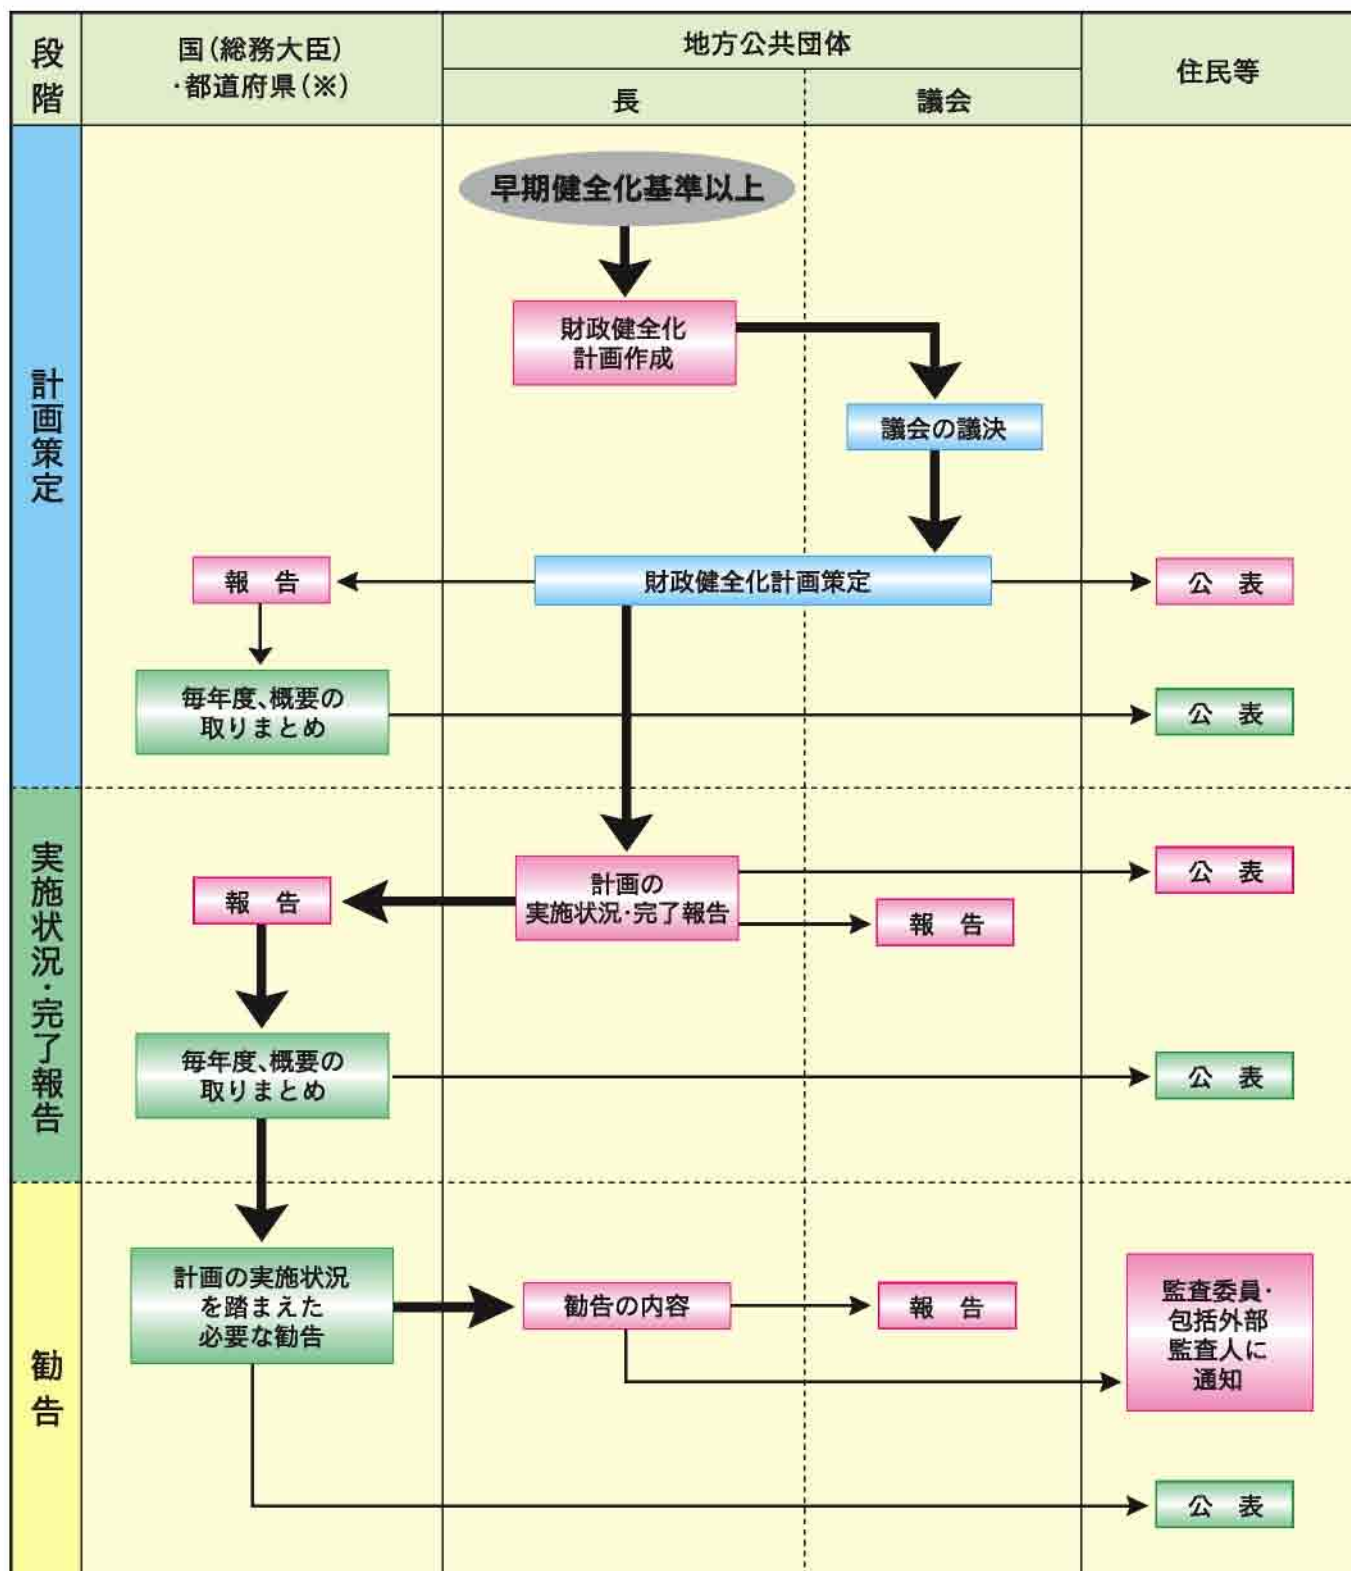 段階
国(総務大臣)
・都道府県(※)
地方公共団体
長
議会
住民等
計画策定
早期健全化基準以上
財政健全化
計画作成
議会の議決
報 告
財政健全化計画策定
公 表
毎年度、概要の
取りまとめ
公 表
実施状況・完了報告
計画の
実施状況・完了報告
公 表
報 告
報 告
毎年度、概要の
取りまとめ
公 表
勧告
計画の実施状況
を踏まえた
必要な勧告
勧告の内容
報 告
監査委員・
包括外部
監査人に
通知
公 表